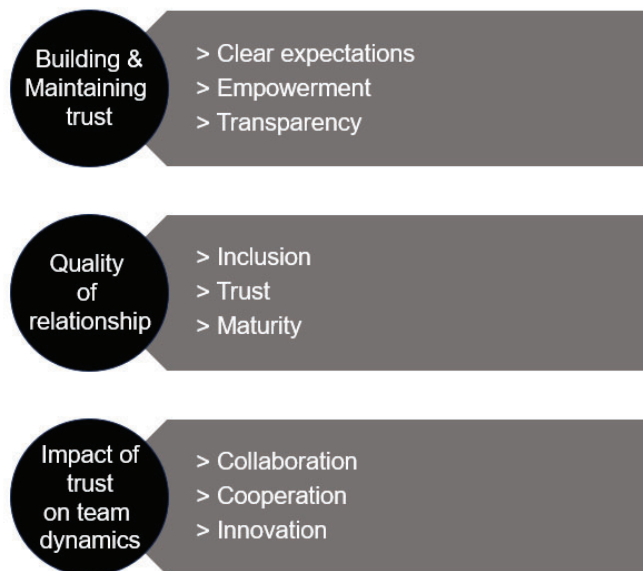 Building &
Maintaining
trust
> Clear expectations
> Empowerment
> Transparency
Quality
of
relationship
> Inclusion
> Trust
> Maturity
Impact of
trust
on team
dynamics
> Collaboration
> Cooperation
> Innovation